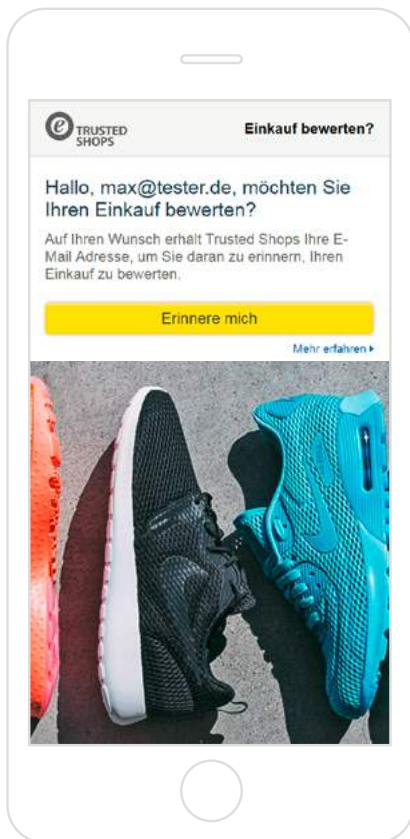 TRUSTED
SHOPS
Einkauf bewerten?
Hallo, max@tester.de, möchten Sie
Ihren Einkauf bewerten?
Auf Ihren Wunsch erhält Trusted Shops Ihre E-
Mail Adresse, um Sie daran zu erinnern, Ihren
Einkauf zu bewerten.
Erinnere mich
Mehr erfahren